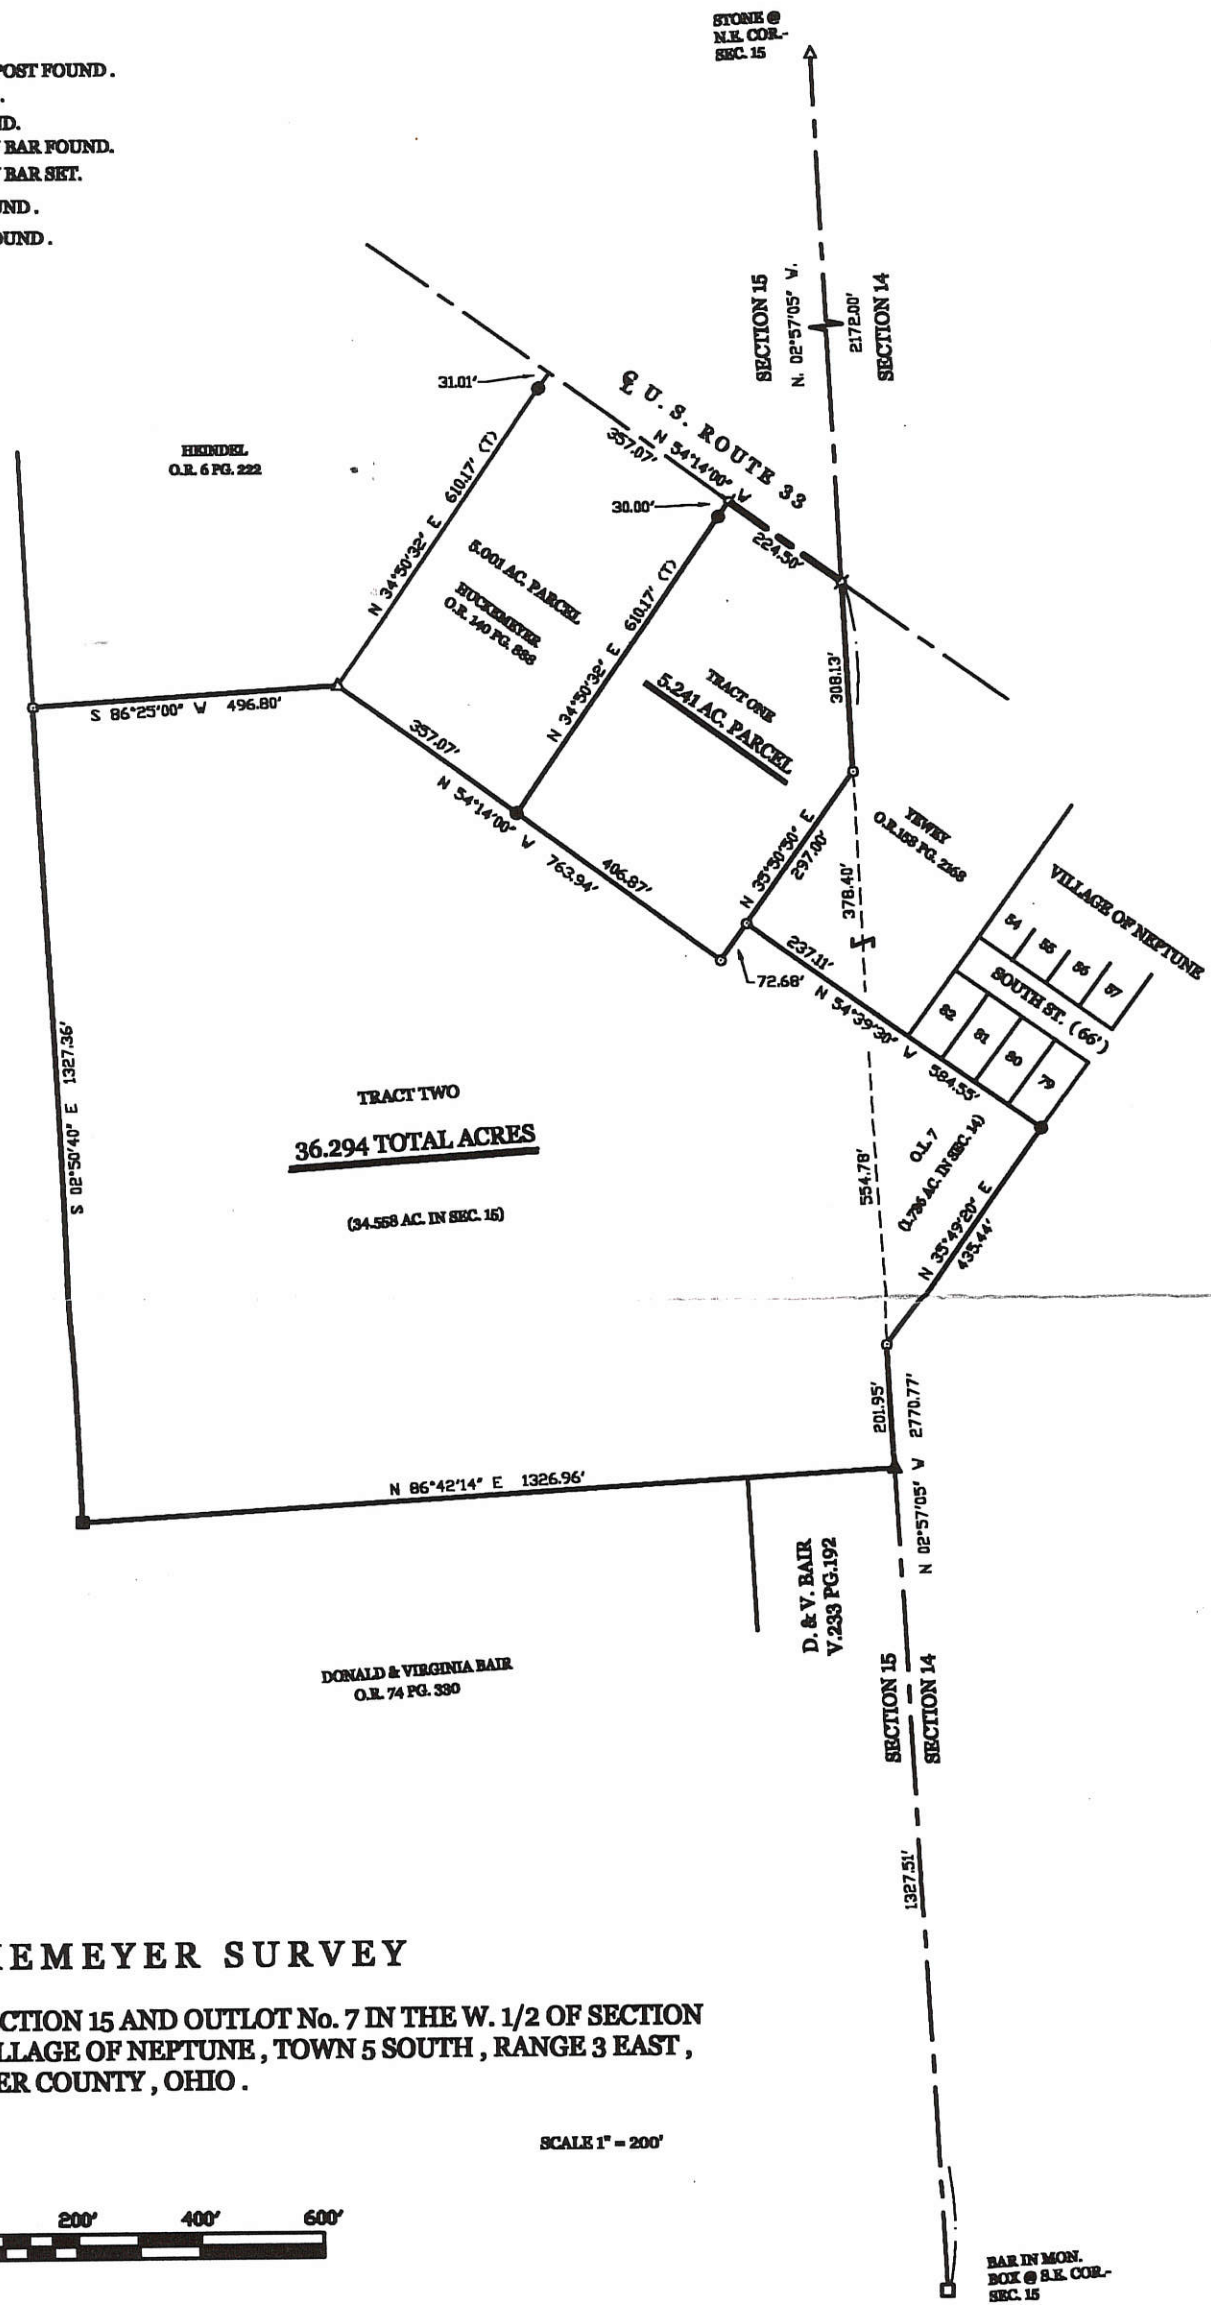 STONE @
N.E. COR.-
SEC. 15
POST FOUND .
BAR FOUND.
BAR SET.
SECTION 15
N. 02°57'05" W.
2172.00'
SECTION 14
31.01'
℄ U. S. ROUTE 33
N 54°14'00" W
357.07'
HEINDEL
O.R. 6 PG. 222
N 34°50'32" E 610.17' (T)
30.00'
224.50'
5.001 AC. PARCEL
HUCKEMEYER
O.R. 140 PG. 888
N 34°50'32" E 610.17' (T)
TRACT ONE
5.241 AC. PARCEL
308.13'
S 86°25'00" W 496.80'
357.07'
N 54°14'00" W 763.94'
406.87'
N 35°50'50" E
297.00'
378.40'
YEWEY
O.R.158 PG. 2168
VILLAGE OF NEPTUNE
54
55
56
57
SOUTH ST. ( 66')
82
81
80
79
72.68'
237.11'
N 54°39'30" W 584.55'
S 02°50'40" E 1327.36'
TRACT TWO
36.294 TOTAL ACRES
(34.558 AC. IN SEC. 15)
554.78'
O.L. 7
(1.736 AC. IN SEC. 14)
N 35°49'20" E
435.44'
201.95'
N 02°57'05" W 2770.77'
N 86°42'14" E 1326.96'
D. & V. BAIR
V.233 PG.192
DONALD & VIRGINIA BAIR
O.R. 74 PG. 330
SECTION 15
SECTION 14
1327.51'
EMEYER SURVEY
CTION 15 AND OUTLOT No. 7 IN THE W. 1/2 OF SECTION
LLAGE OF NEPTUNE , TOWN 5 SOUTH , RANGE 3 EAST ,
ER COUNTY , OHIO .
SCALE 1" = 200'
200' 400' 600'
BAR IN MON.
BOX @ S.E. COR.-
SEC. 15